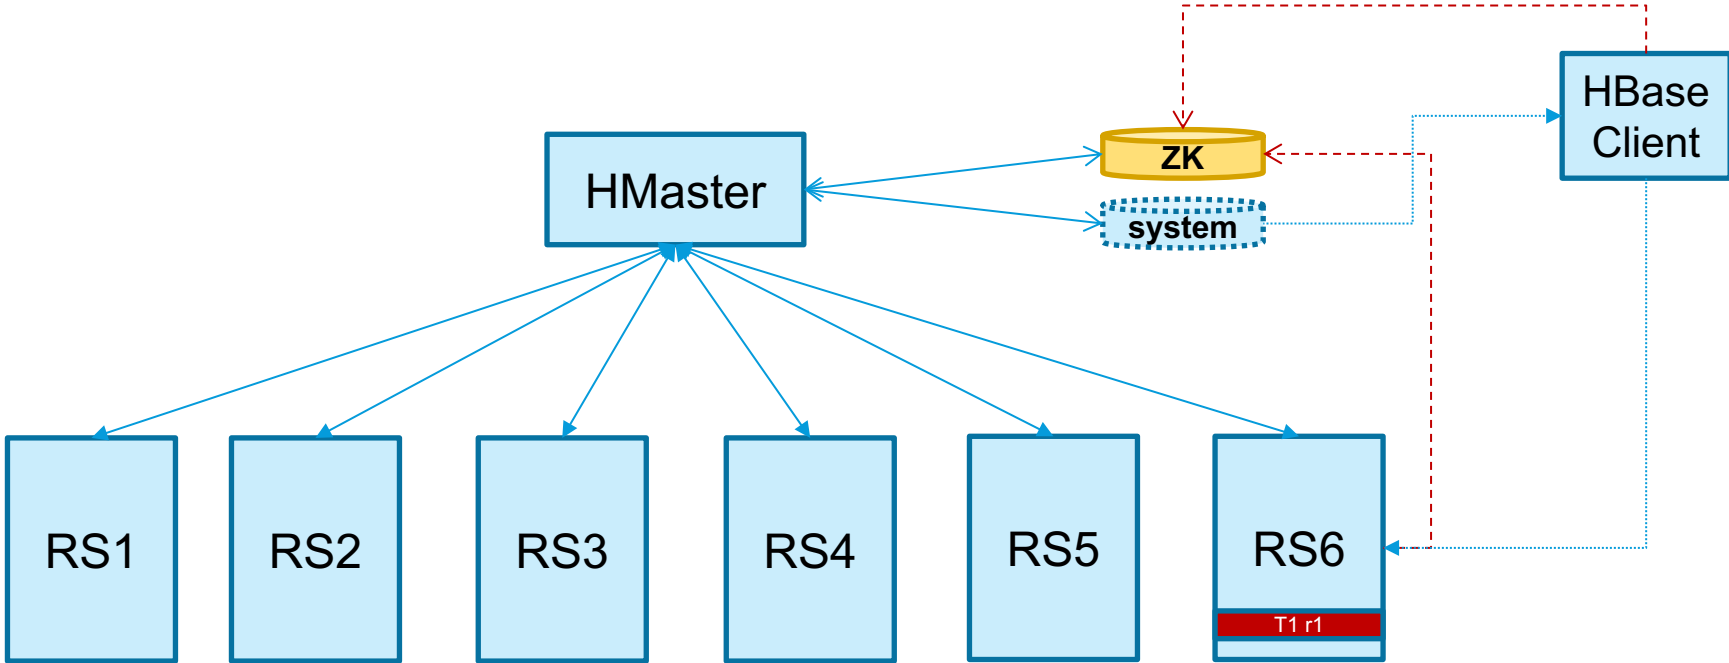 HBase
Client
ZK
HMaster
system
RS1
RS2
RS3
RS4
RS5
RS6
T1 r1